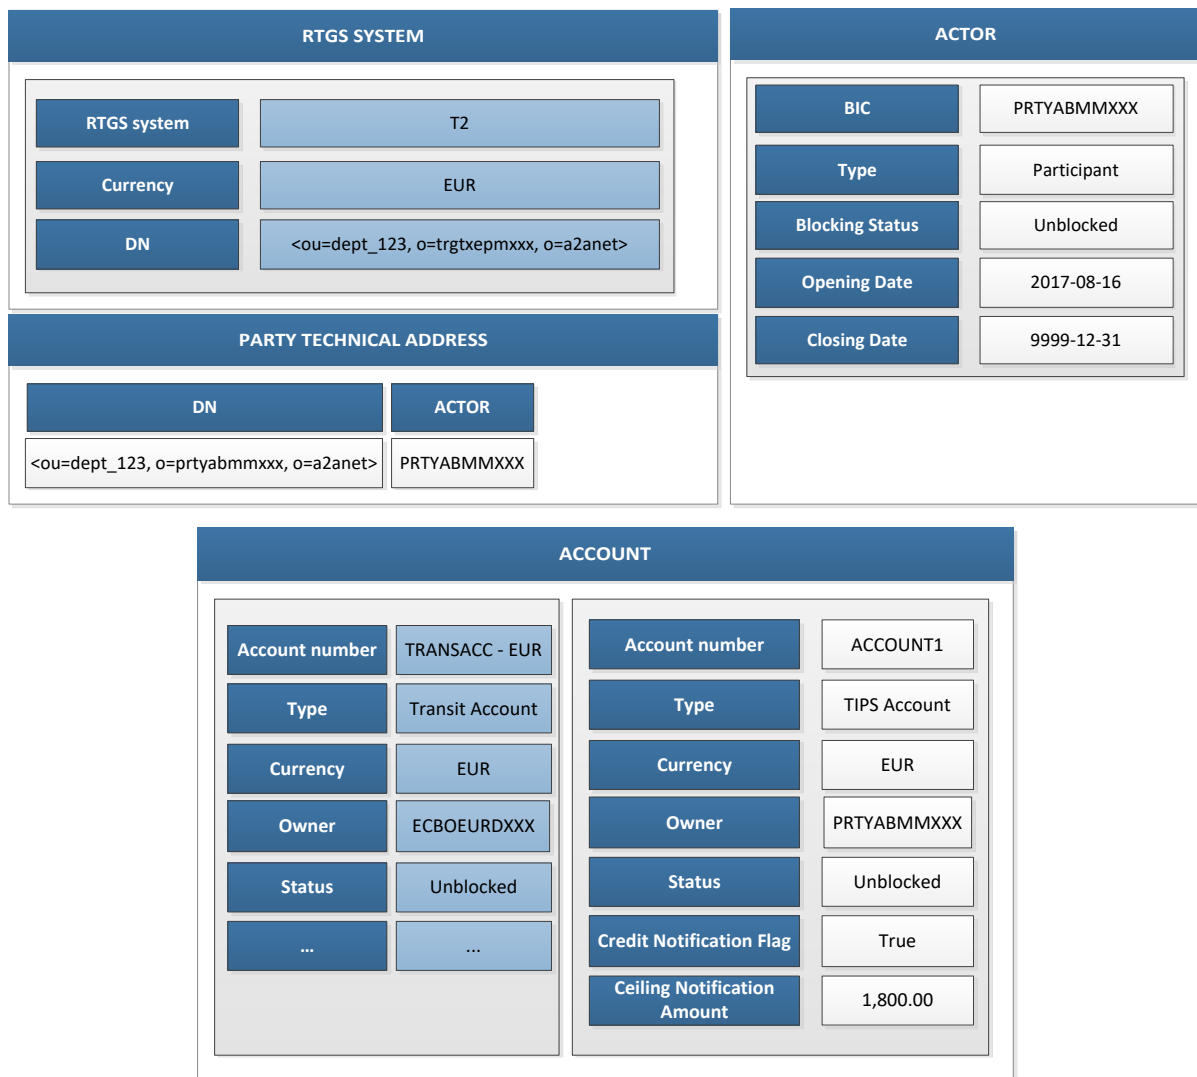 RTGS SYSTEM
RTGS system T2
Currency EUR
DN <ou=dept_123, o=trgtxepmxxx, o=a2anet>
ACTOR
BIC PRTYABMMXXX
Type Participant
Blocking Status Unblocked
Opening Date 2017-08-16
Closing Date 9999-12-31
PARTY TECHNICAL ADDRESS
DN ACTOR
<ou=dept_123, o=prtyabmmxxx, o=a2anet> PRTYABMMXXX
ACCOUNT
Account number TRANSACC - EUR
Type Transit Account
Currency EUR
Owner ECBOEURDXXX
Status Unblocked
... ...
Account number ACCOUNT1
Type TIPS Account
Currency EUR
Owner PRTYABMMXXX
Status Unblocked
Credit Notification Flag True
Ceiling Notification
Amount 1,800.00